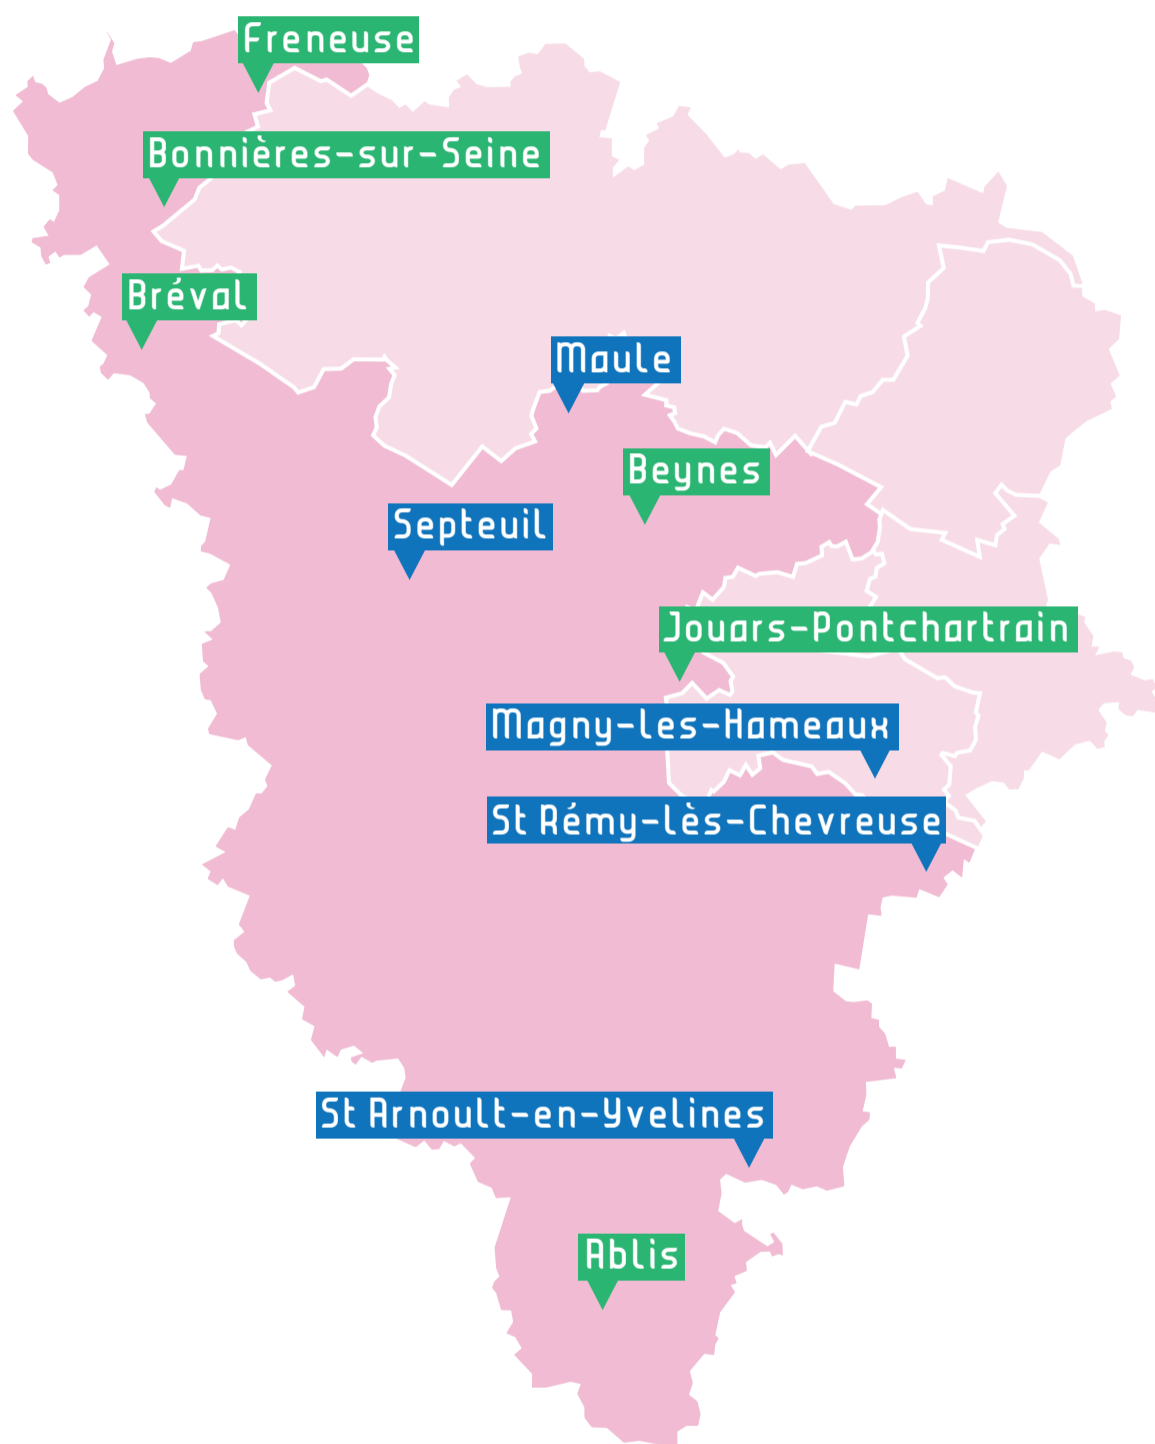 Freneuse
Bonnières-sur-Seine
Bréval
Maule
Beynes
Septeuil
Jouars-Pontchartrain
Magny-les-Hameaux
St Rémy-lès-Chevreuse
St Arnoult-en-Yvelines
Ablis